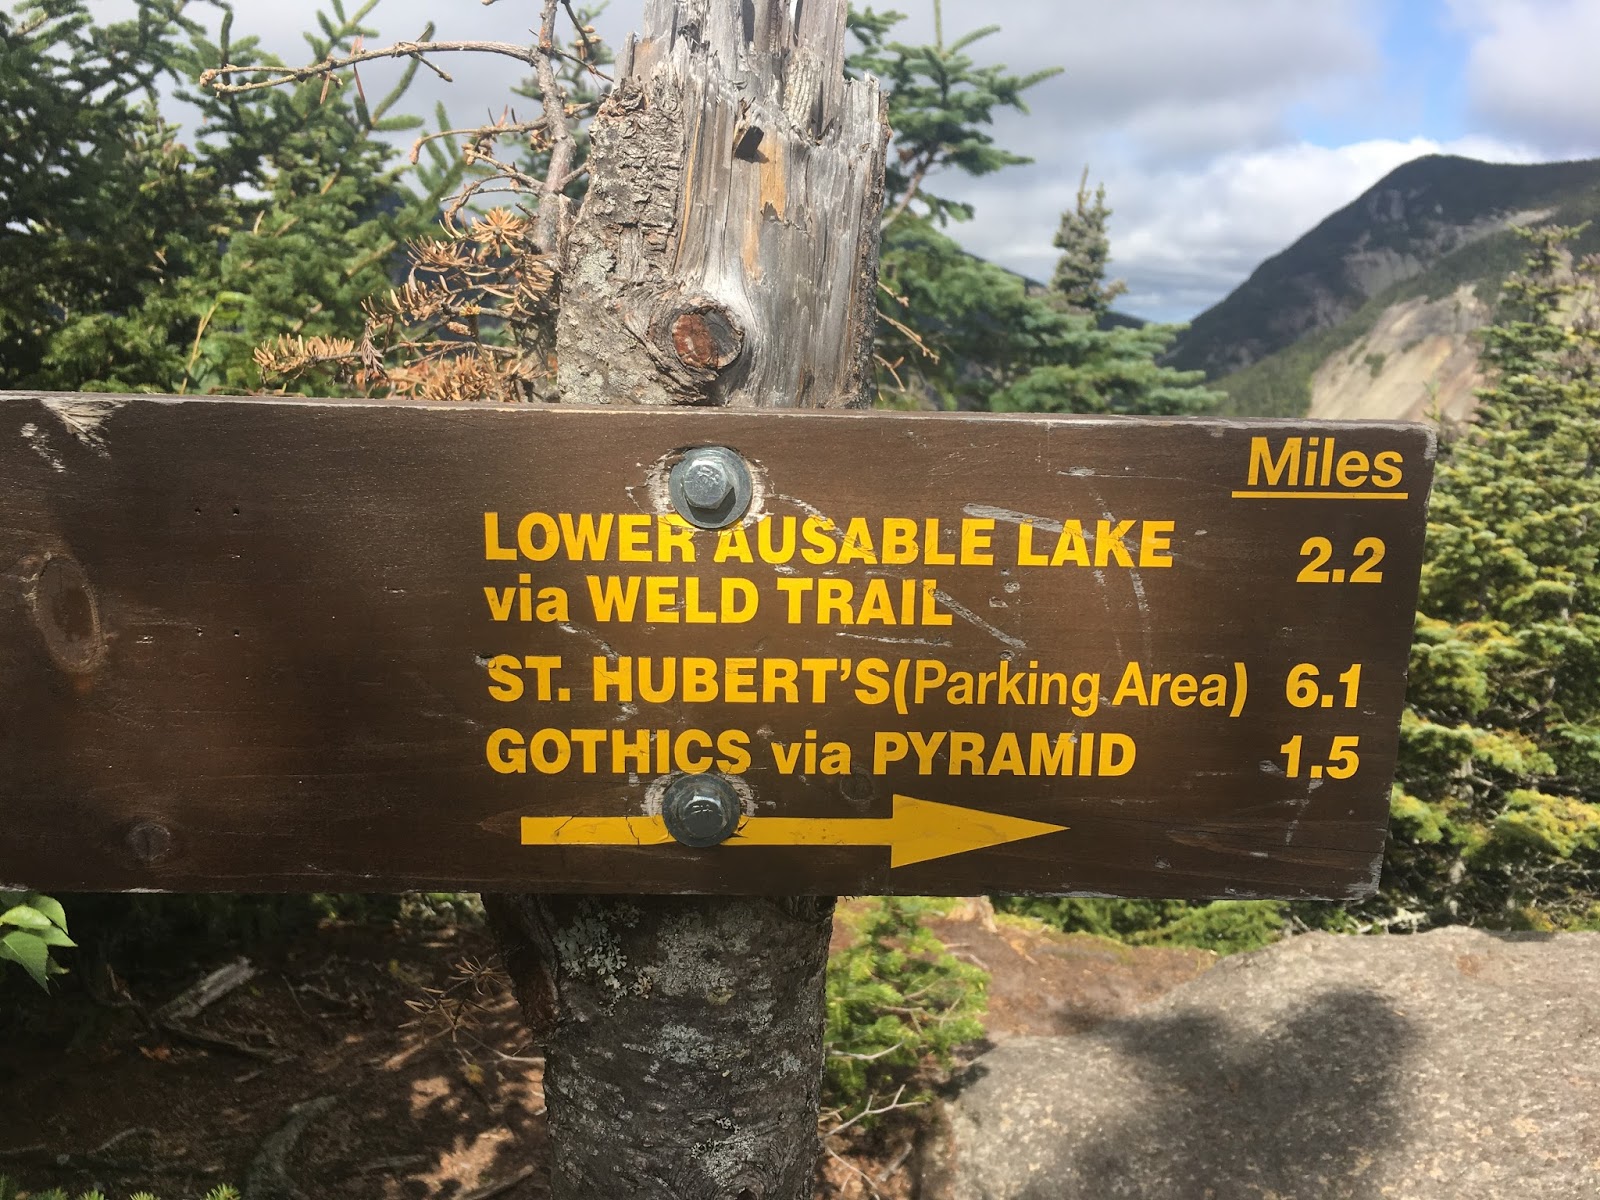 Miles
LOWER AUSABLE LAKE 2.2
via WELD TRAIL
ST. HUBERT'S(Parking Area) 6.1
GOTHICS via PYRAMID 1.5